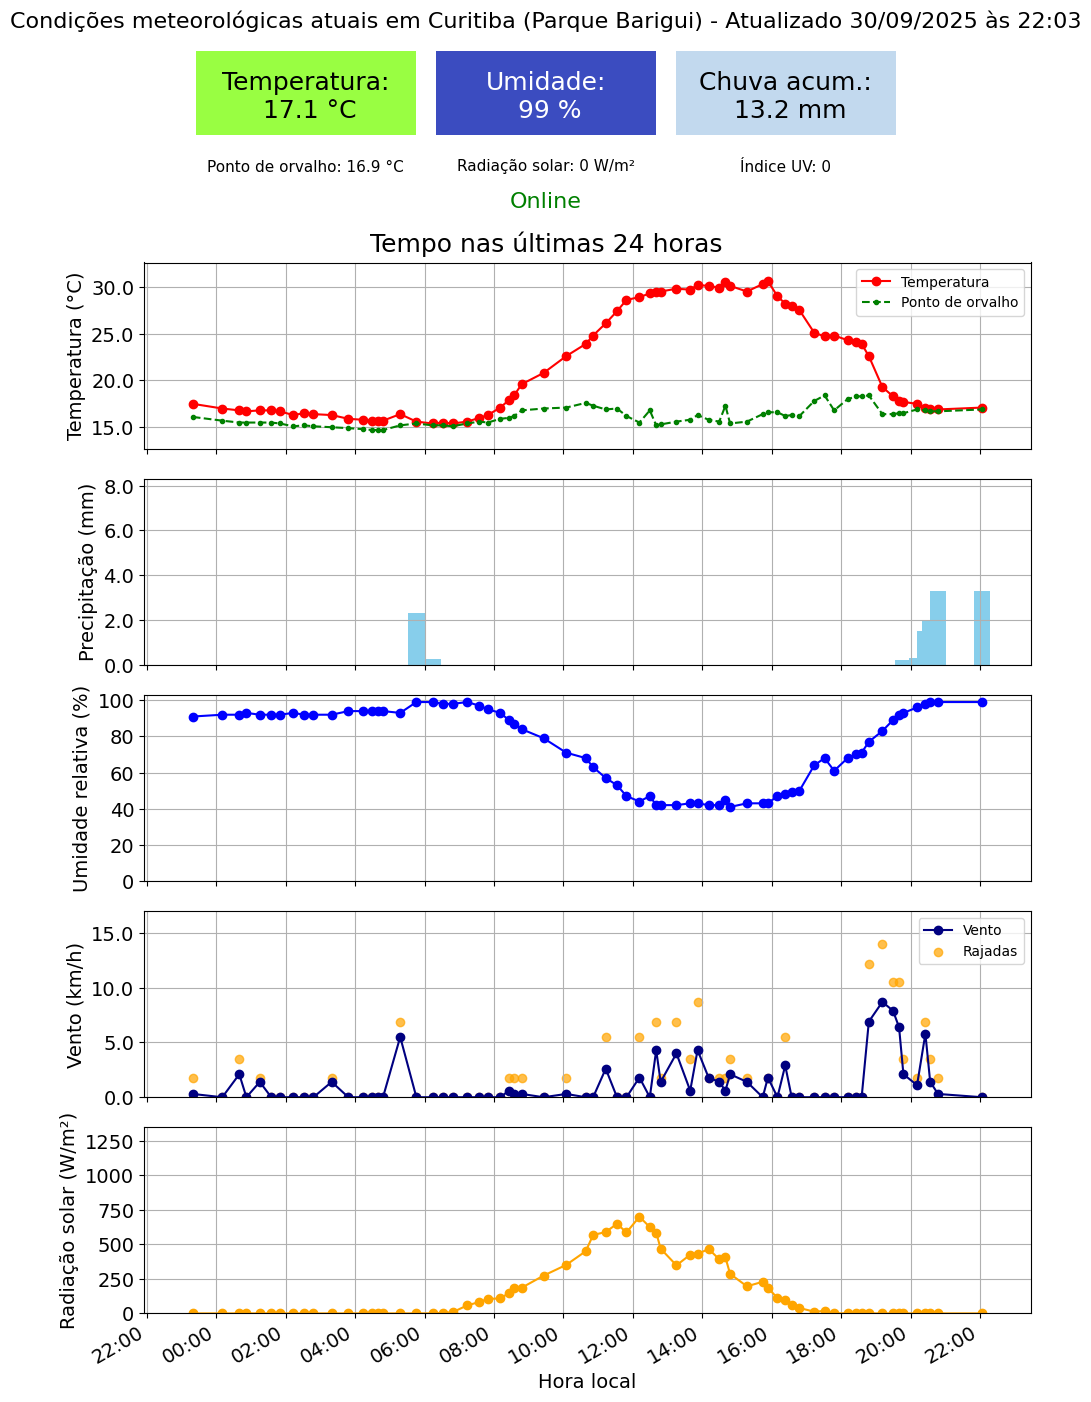 Condições meteorológicas atuais em Curitiba (Parque Barigui) - Atualizado 30/09/2025 às 22:03
Temperatura:
17.1 °C
Umidade:
99 %
Chuva acum.:
13.2 mm
Ponto de orvalho: 16.9 °C
Radiação solar: 0 W/m²
Índice UV: 0
Online
Tempo nas últimas 24 horas
Temperatura (°C)
30.0
25.0
20.0
15.0
Temperatura
Ponto de orvalho
Precipitação (mm)
8.0
6.0
4.0
2.0
0.0
Umidade relativa (%)
100
80
60
40
20
0
Vento (km/h)
15.0
10.0
5.0
0.0
Vento
Rajadas
Radiação solar (W/m²)
1250
1000
750
500
250
0
22:00
00:00
02:00
04:00
06:00
08:00
10:00
12:00
14:00
16:00
18:00
20:00
22:00
Hora local